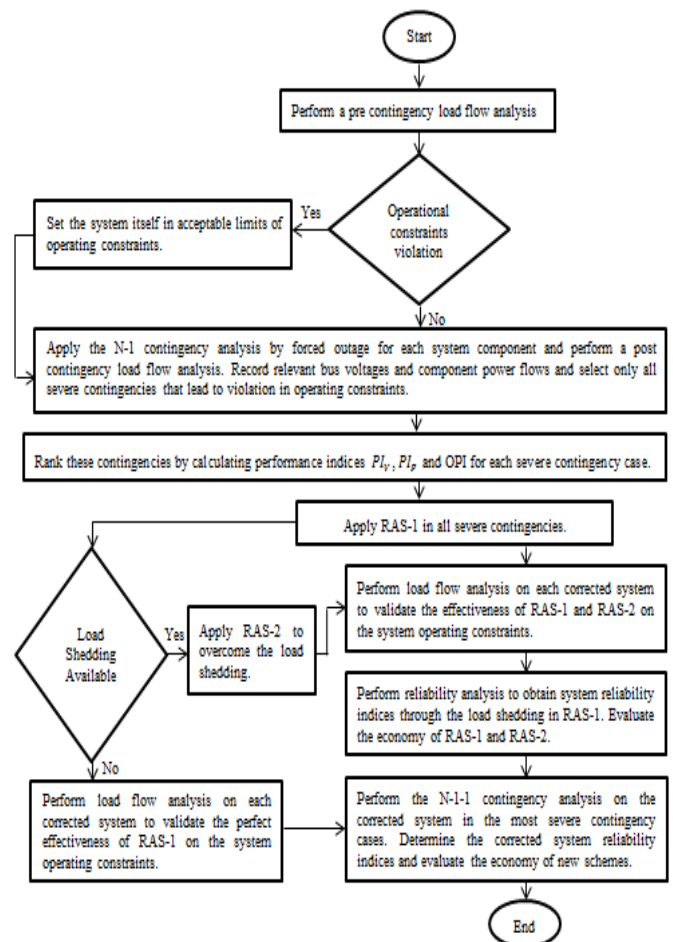 Start
Perform a pre contingency load flow analysis
Operational
constraints
violation
Yes
Set the system itself in acceptable limits of
operating constraints.
No
Apply the N-1 contingency analysis by forced outage for each system component and perform a post
contingency load flow analysis. Record relevant bus voltages and component power flows and select only all
severe contingencies that lead to violation in operating constraints.
Rank these contingencies by calculating performance indices PI_V, PI_P and OPI for each severe contingency case.
Apply RAS-1 in all severe contingencies.
Load
Shedding
Available
Yes
Apply RAS-2 to
overcome the load
shedding.
Perform load flow analysis on each corrected system
to validate the effectiveness of RAS-1 and RAS-2 on
the system operating constraints.
Perform reliability analysis to obtain system reliability
indices through the load shedding in RAS-1. Evaluate
the economy of RAS-1 and RAS-2.
No
Perform load flow analysis on each
corrected system to validate the perfect
effectiveness of RAS-1 on the system
operating constraints.
Perform the N-1-1 contingency analysis on the
corrected system in the most severe contingency
cases. Determine the corrected system reliability
indices and evaluate the economy of new schemes.
End